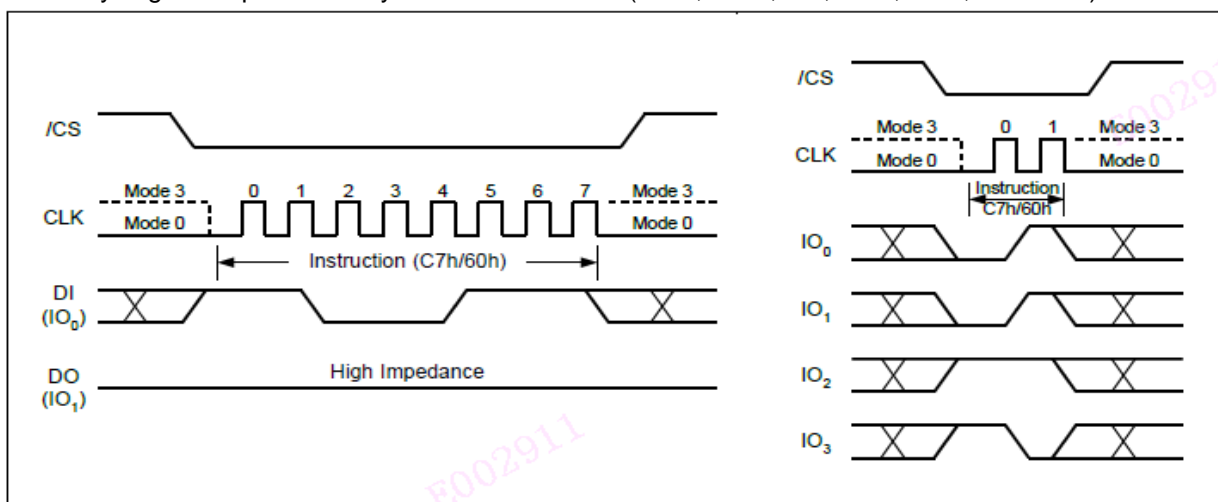 /CS
Mode 3 0 1 2 3 4 5 6 7 Mode 3
CLK
Mode 0 Mode 0
Instruction (C7h/60h)
DI
(IO0)
High Impedance
DO
(IO1)
/CS
Mode 3 0 1 Mode 3
CLK
Mode 0 Mode 0
Instruction
C7h/60h
IO0
IO1
IO2
IO3
E002911